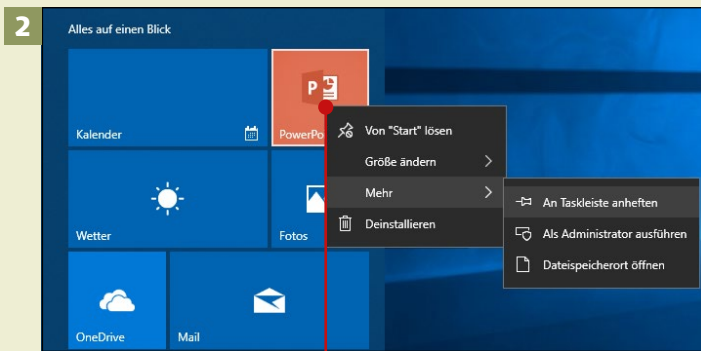 2
Alles auf einen Blick
Kalender
P
Von "Start" lösen
Größe ändern
Mehr
Deinstallieren
An Taskleiste anheften
Als Administrator ausführen
Dateispeicherort öffnen
Wetter
Fotos
OneDrive
Mail